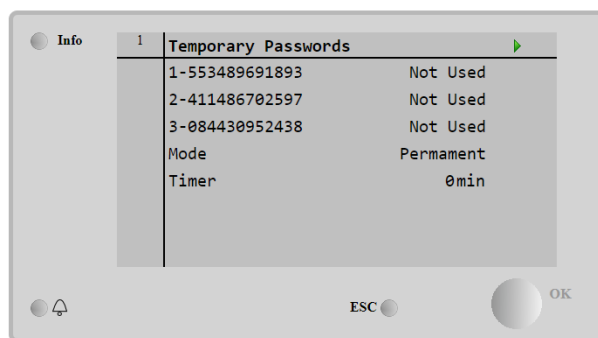 Info
1 Temporary Passwords
1-553489691893 Not Used
2-411486702597 Not Used
3-084430952438 Not Used
Mode Permament
Timer 0min
ESC
OK